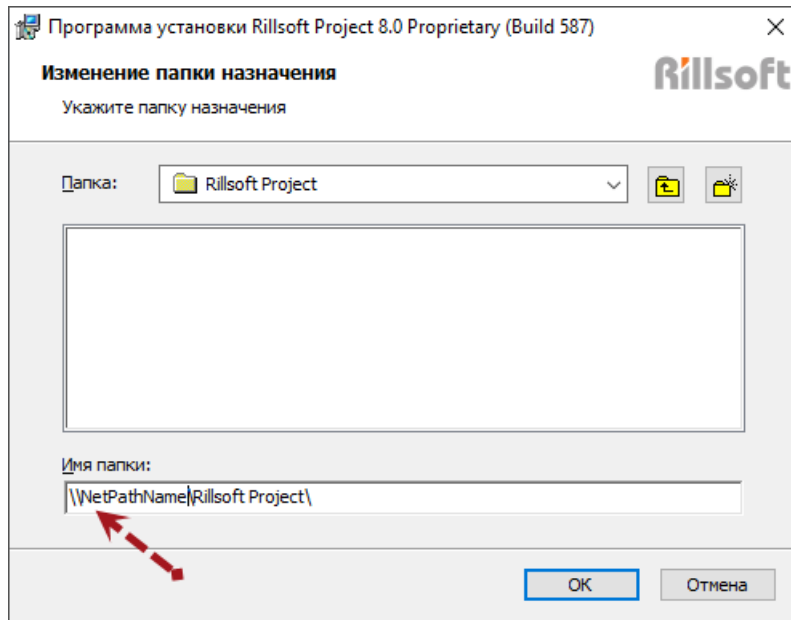 Программа установки Rillsoft Project 8.0 Proprietary (Build 587)
Изменение папки назначения
Rillsoft
Укажите папку назначения
Папка:
Rillsoft Project
Имя папки:
\\NetPathName\Rillsoft Project\
OK
Отмена